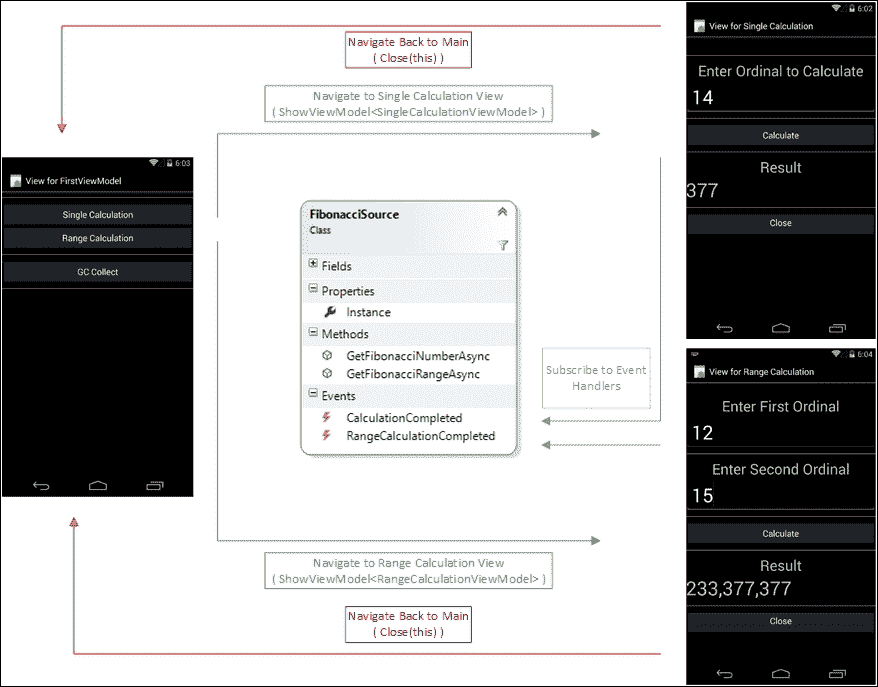 Navigate Back to Main
( Close(this) )
Navigate to Single Calculation View
( ShowViewModel<SingleCalculationViewModel> )
6:03
View for FirstViewModel
Single Calculation
Range Calculation
GC Collect
FibonacciSource
Class
Fields
Properties
Instance
Methods
GetFibonacciNumberAsync
GetFibonacciRangeAsync
Events
CalculationCompleted
RangeCalculationCompleted
Subscribe to Event
Handlers
Navigate to Range Calculation View
( ShowViewModel<RangeCalculationViewModel> )
Navigate Back to Main
( Close(this) )
6:02
View for Single Calculation
Enter Ordinal to Calculate
14
Calculate
Result
377
Close
6:04
View for Range Calculation
Enter First Ordinal
12
Enter Second Ordinal
15
Calculate
Result
233,377,377
Close